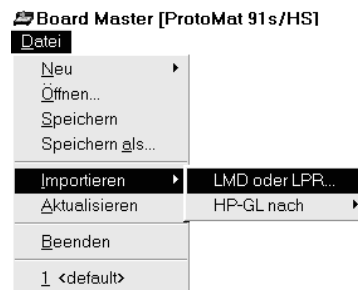 Board Master [ProtoMat 91s/HS]
Datei
Neu
Öffnen...
Speichern
Speichern als...
Importieren
LMD oder LPR...
Aktualisieren
HP-GL nach
Beenden
1 <default>